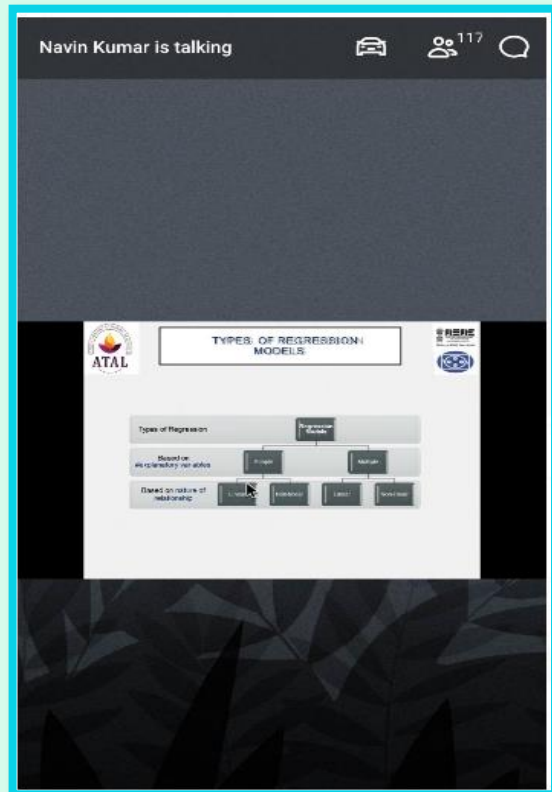 Navin Kumar is talking
117
ATAL
TYPES OF REGRESSION
MODELS
Types of Regression
Regression
Models
Based on
#explanatory variables
Simple
Multiple
Based on nature of
relationship
Linear
Non-linear
Linear
Non-linear